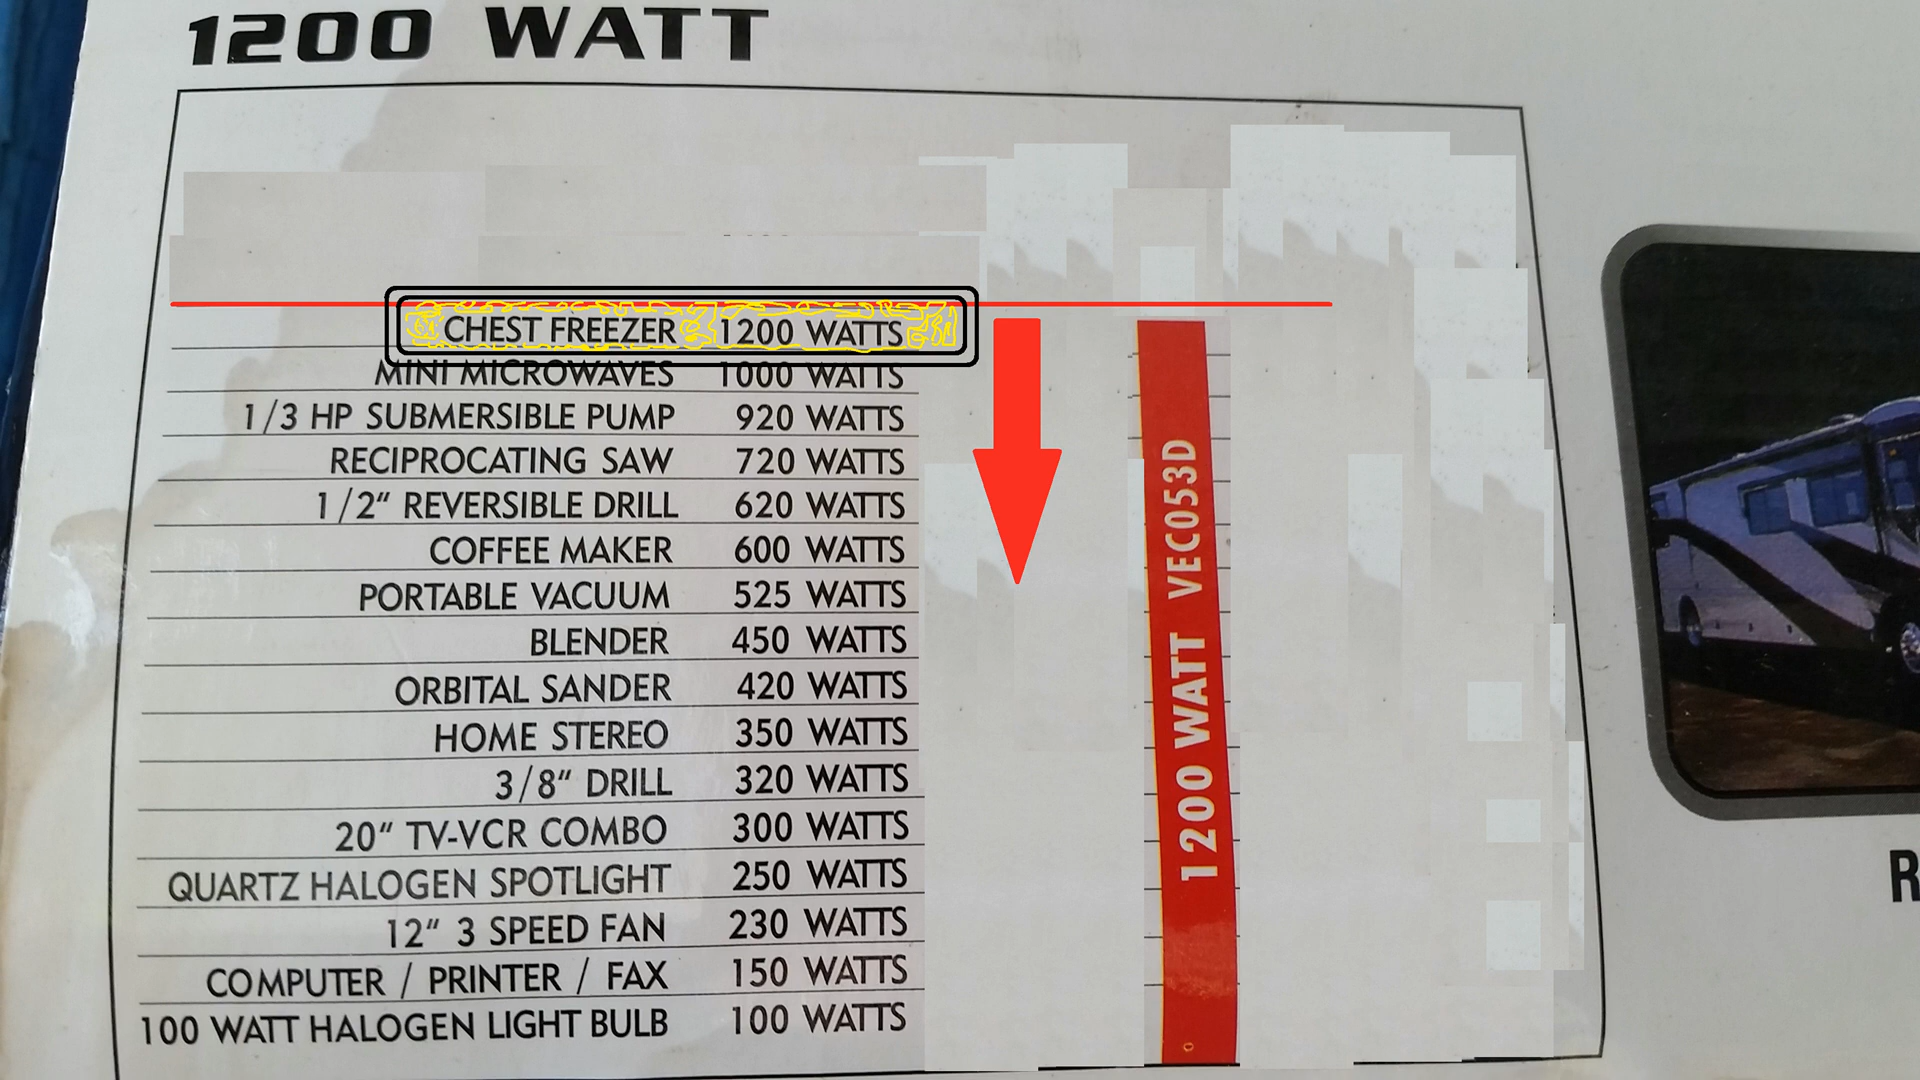 1200 WATT
CHEST FREEZER 1200 WATTS
MINI MICROWAVES 1000 WATTS
1/3 HP SUBMERSIBLE PUMP 920 WATTS
RECIPROCATING SAW 720 WATTS
1/2" REVERSIBLE DRILL 620 WATTS
COFFEE MAKER 600 WATTS
PORTABLE VACUUM 525 WATTS
BLENDER 450 WATTS
ORBITAL SANDER 420 WATTS
HOME STEREO 350 WATTS
3/8" DRILL 320 WATTS
20" TV-VCR COMBO 300 WATTS
QUARTZ HALOGEN SPOTLIGHT 250 WATTS
12" 3 SPEED FAN 230 WATTS
COMPUTER / PRINTER / FAX 150 WATTS
100 WATT HALOGEN LIGHT BULB 100 WATTS
1200 WATT VEC053D
R